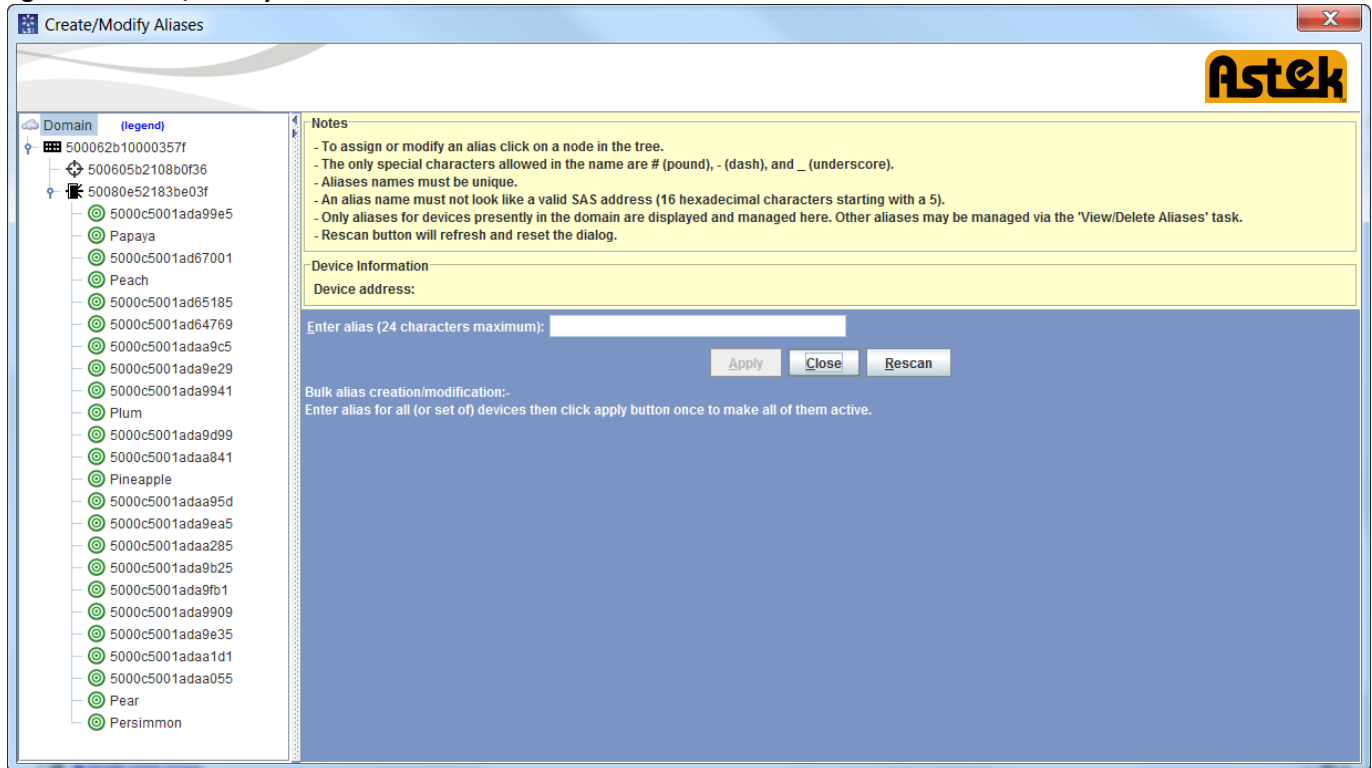 Create/Modify Aliases
X
Astek
Domain (legend)
500062b10000357f
500605b2108b0f36
50080e52183be03f
5000c5001ada99e5
Papaya
5000c5001ad67001
Peach
5000c5001ad65185
5000c5001ad64769
5000c5001adaa9c5
5000c5001ada9e29
5000c5001ada9941
Plum
5000c5001ada9d99
5000c5001adaa841
Pineapple
5000c5001adaa95d
5000c5001ada9ea5
5000c5001adaa285
5000c5001ada9b25
5000c5001ada9fb1
5000c5001ada9909
5000c5001ada9e35
5000c5001adaa1d1
5000c5001adaa055
Pear
Persimmon
Notes
- To assign or modify an alias click on a node in the tree.
- The only special characters allowed in the name are # (pound), - (dash), and _ (underscore).
- Aliases names must be unique.
- An alias name must not look like a valid SAS address (16 hexadecimal characters starting with a 5).
- Only aliases for devices presently in the domain are displayed and managed here. Other aliases may be managed via the 'View/Delete Aliases' task.
- Rescan button will refresh and reset the dialog.
Device Information
Device address:
Enter alias (24 characters maximum):
Apply Close Rescan
Bulk alias creation/modification:-
Enter alias for all (or set of) devices then click apply button once to make all of them active.